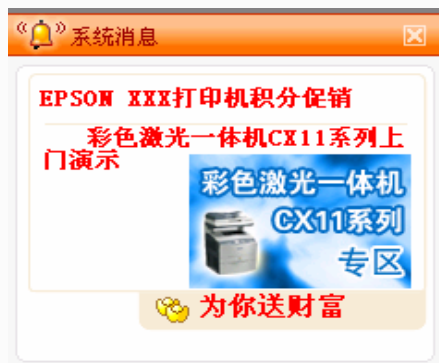 系统消息
EPSON XXX打印机积分促销
彩色激光一体机CX11系列上
门演示
彩色激光一体机
CX11系列
专区
为你送财富